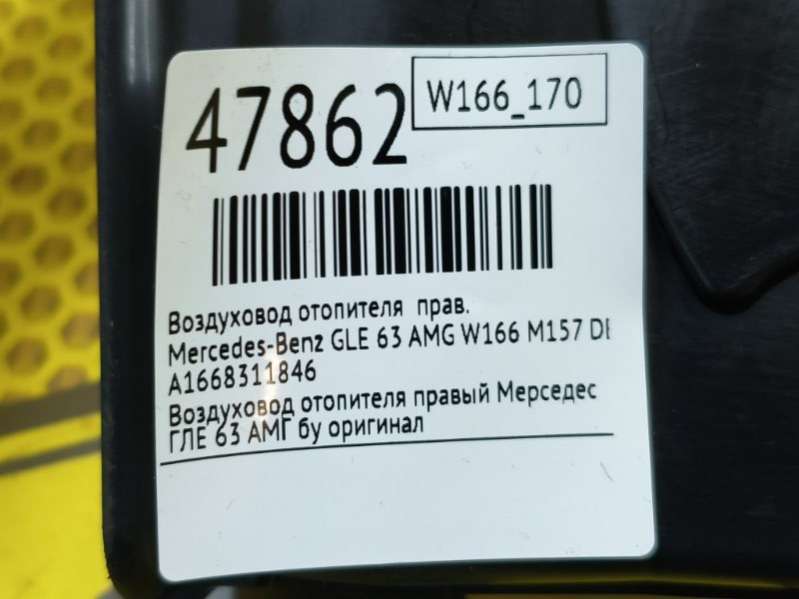 47862
W166_170
Воздуховод отопителя прав.
Mercedes-Benz GLE 63 AMG W166 M157 DE
A1668311846
Воздуховод отопителя правый Мерседес
ГЛЕ 63 АМГ бу оригинал